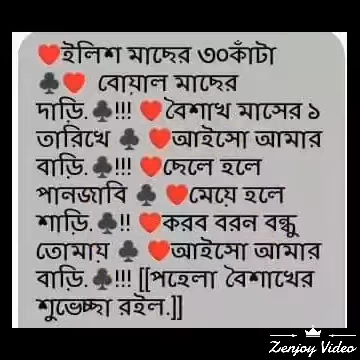 ♥ইলিশ মাছের ৩০কাঁটা
♣♥ বোয়াল মাছের
দাড়ি.♣!!! ♥বৈশাখ মাসের ১
তারিখে ♣ ♥আইসো আমার
বাড়ি.♣!!! ♥ছেলে হলে
পানজাবি ♣ ♥মেয়ে হলে
শাড়ি.♣!! ♥করব বরন বন্ধু
তোমায় ♣ ♥আইসো আমার
বাড়ি.♣!!! [[পহেলা বৈশাখের
শুভেচ্ছা রইল.]]
Zenjoy Video